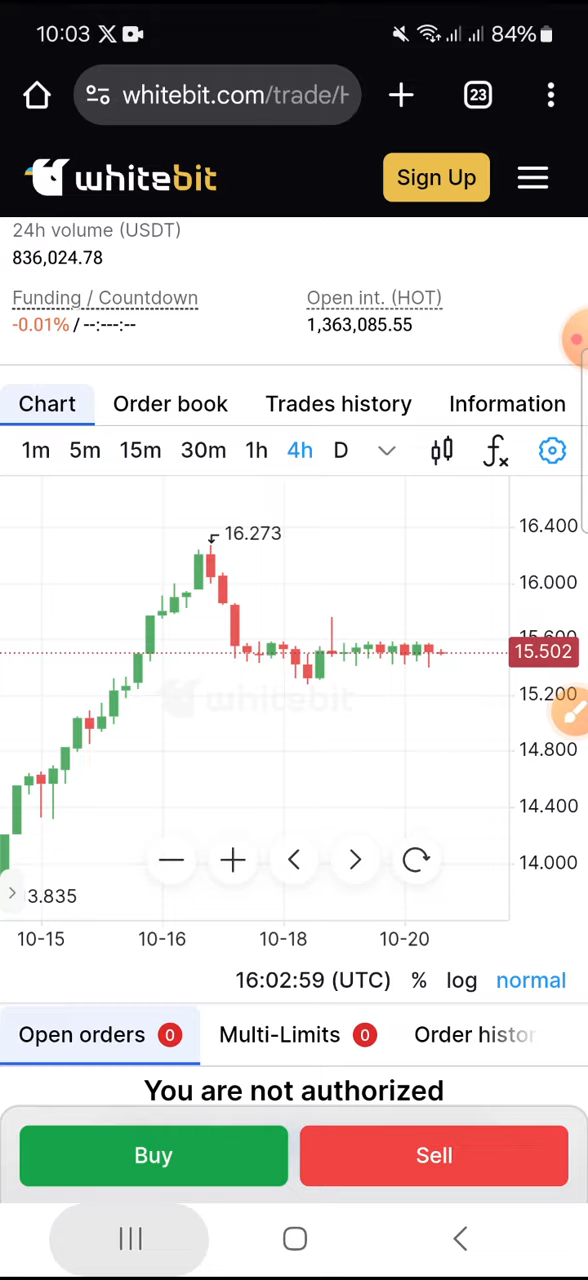 10:03 X 84%
whitebit.com/trade/H
23
whitebit Sign Up
24h volume (USDT)
836,024.78
Funding / Countdown Open int. (HOT)
-0.01% / --:---:-- 1,363,085.55
Chart Order book Trades history Information
1m 5m 15m 30m 1h 4h D fx
16.273
16.400
16.000
15.600
15.502
15.200
whitebit
14.800
14.400
14.000
3.835
10-15 10-16 10-18 10-20
16:02:59 (UTC) % log normal
Open orders 0 Multi-Limits 0 Order histor
You are not authorized
Buy Sell